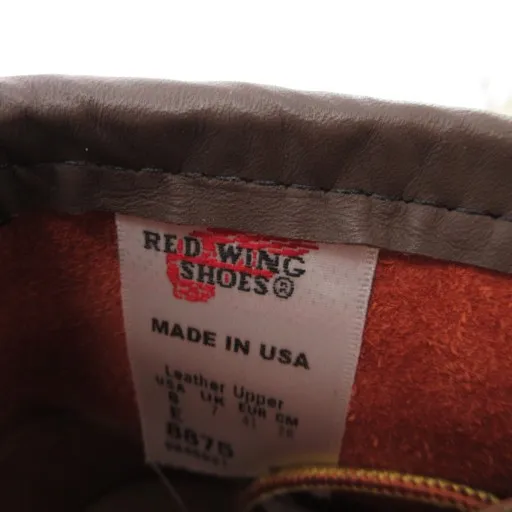 RED WING
SHOES®
MADE IN USA
Leather Upper
USA UK EUR CM
8 7 41 26
E
8875